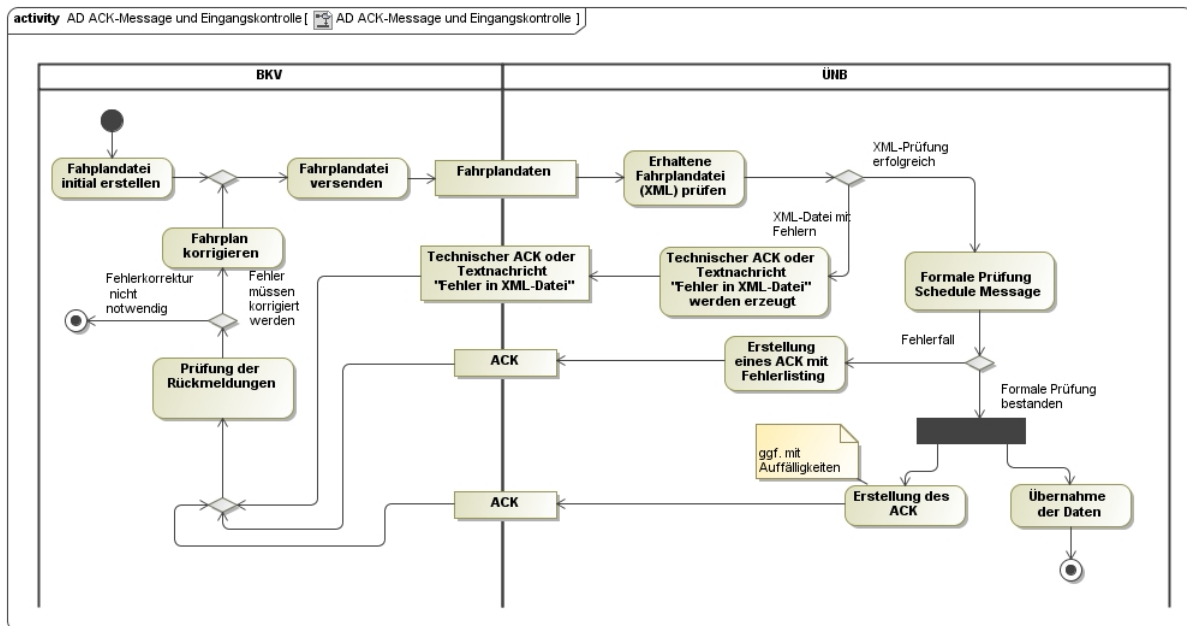 activity AD ACK-Message und Eingangskontrolle [ AD ACK-Message und Eingangskontrolle ]
BKV
ÜNB
Fahplandatei
initial erstellen
Fahrplandatei
versenden
Fahrplandaten
Erhaltene
Fahrplandatei
(XML) prüfen
XML-Prüfung
erfolgreich
XML-Datei mit
Fehlern
Fahrplan
korrigieren
Technischer ACK oder
Textnachricht
"Fehler in XML-Datei"
Technischer ACK oder
Textnachricht
"Fehler in XML-Datei"
werden erzeugt
Formale Prüfung
Schedule Message
Fehlerkorrektur
nicht
notwendig
Fehler
müssen
korrigiert
werden
Fehlerfall
Prüfung der
Rückmeldungen
ACK
Erstellung
eines ACK mit
Fehlerlisting
Formale Prüfung
bestanden
ggf. mit
Auffälligkeiten
ACK
Erstellung des
ACK
Übernahme
der Daten